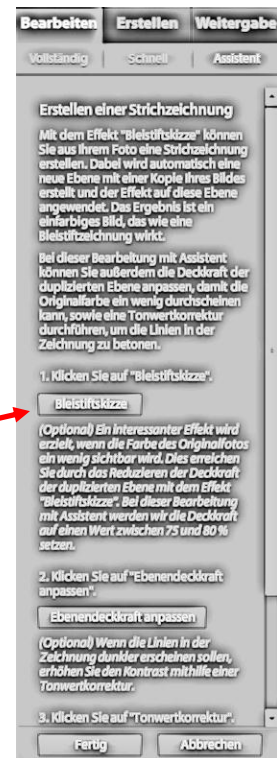 Bearbeiten Erstellen Weitergabe
Vollständig Schnell Assistent
Erstellen einer Strichzeichnung
Mit dem Effekt "Bleistiftskizze" können
Sie aus Ihrem Foto eine Strichzeichnung
erstellen. Dabei wird automatisch eine
neue Ebene mit einer Kopie Ihres Bildes
erstellt und der Effekt auf diese Ebene
angewendet. Das Ergebnis ist ein
einfarbiges Bild, das wie eine
Bleistiftzeichnung wirkt.
Bei dieser Bearbeitung mit Assistent
können Sie außerdem die Deckkraft der
duplizierten Ebene anpassen, damit die
Originalfarbe ein wenig durchscheinen
kann, sowie eine Tonwertkorrektur
durchführen, um die Linien in der
Zeichnung zu betonen.
1. Klicken Sie auf "Bleistiftskizze".
Bleistiftskizze
(Optional) Ein interessanter Effekt wird
erzielt, wenn die Farbe des Originalfotos
ein wenig sichtbar wird. Dies erreichen
Sie durch das Reduzieren der Deckkraft
der duplizierten Ebene mit dem Effekt
"Bleistiftskizze". Bei dieser Bearbeitung
mit Assistent werden wir die Deckkraft
auf einen Wert zwischen 75 und 80 %
setzen.
2. Klicken Sie auf "Ebenendeckkraft
anpassen".
Ebenendeckkraft anpassen
(Optional) Wenn die Linien in der
Zeichnung dunkler erscheinen sollen,
erhöhen Sie den Kontrast mithilfe einer
Tonwertkorrektur.
3. Klicken Sie auf "Tonwertkorrektur".
Fertig Abbrechen